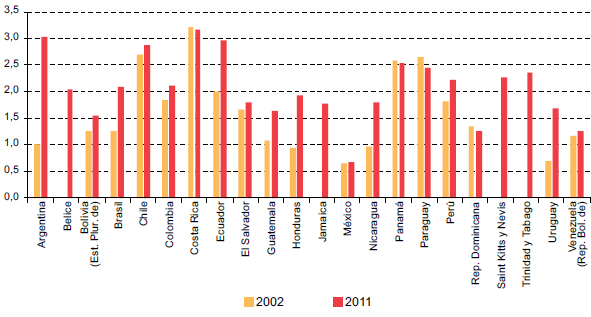 3,5
3,0
2,5
2,0
1,5
1,0
0,5
0,0
Argentina
Belice
Bolivia
(Est. Plur. de)
Brasil
Chile
Colombia
Costa Rica
Ecuador
El Salvador
Guatemala
Honduras
Jamaica
México
Nicaragua
Panamá
Paraguay
Perú
Rep. Dominicana
Saint Kitts y Nevis
Trinidad y Tabago
Uruguay
Venezuela
(Rep. Bol. de)
2002
2011